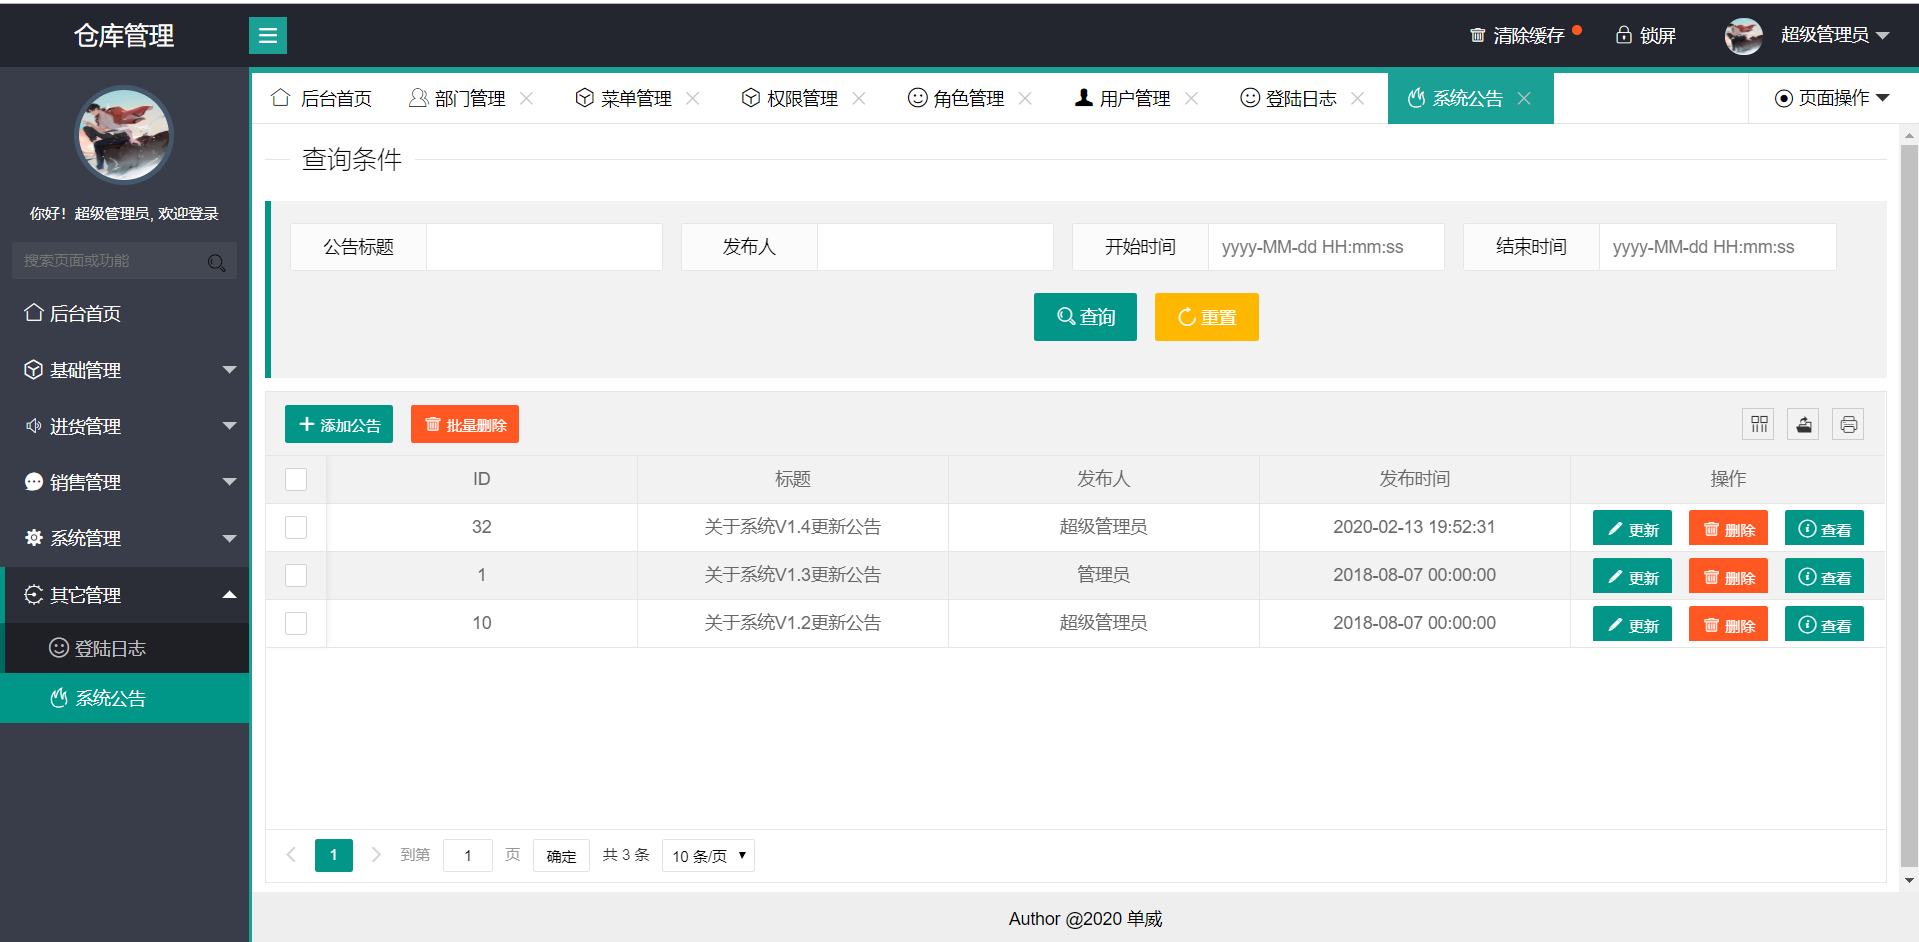 仓库管理
清除缓存
锁屏
超级管理员
你好！超级管理员, 欢迎登录
搜索页面或功能
后台首页
基础管理
进货管理
销售管理
系统管理
其它管理
登陆日志
系统公告
后台首页 部门管理 菜单管理 权限管理 角色管理 用户管理 登陆日志 系统公告 页面操作
查询条件
公告标题 发布人 开始时间 yyyy-MM-dd HH:mm:ss 结束时间 yyyy-MM-dd HH:mm:ss
查询 重置
添加公告 批量删除
ID 标题 发布人 发布时间 操作
32 关于系统V1.4更新公告 超级管理员 2020-02-13 19:52:31 更新 删除 查看
1 关于系统V1.3更新公告 管理员 2018-08-07 00:00:00 更新 删除 查看
10 关于系统V1.2更新公告 超级管理员 2018-08-07 00:00:00 更新 删除 查看
1 到第 1 页 确定 共 3 条 10 条/页
Author @2020 单威